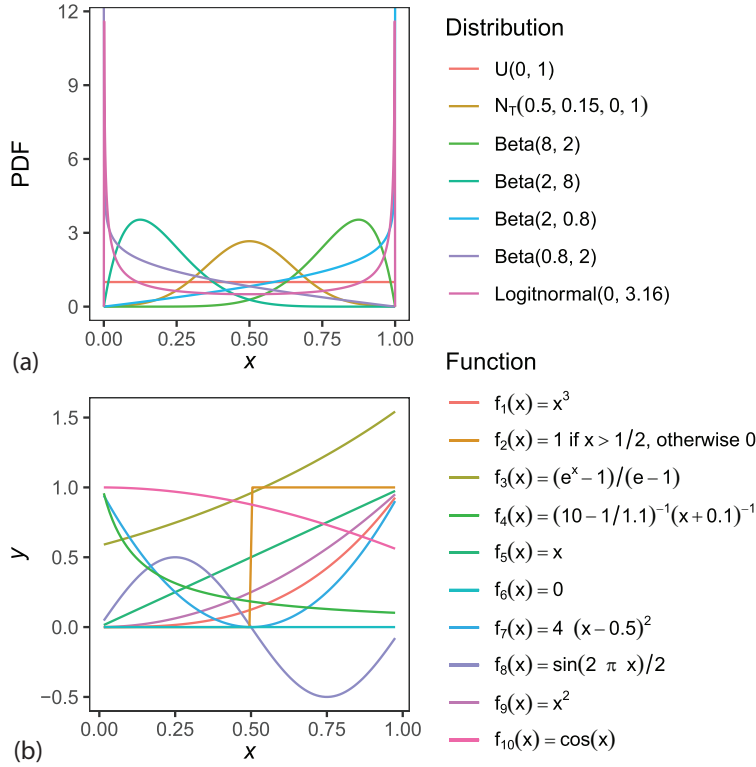 12
9
6
3
0
PDF
0.00 0.25 0.50 0.75 1.00
x
(a)
Distribution
U(0, 1)
N_T(0.5, 0.15, 0, 1)
Beta(8, 2)
Beta(2, 8)
Beta(2, 0.8)
Beta(0.8, 2)
Logitnormal(0, 3.16)
1.5
1.0
0.5
0.0
−0.5
y
0.00 0.25 0.50 0.75 1.00
x
(b)
Function
f₁(x) = x³
f₂(x) = 1 if x > 1/2, otherwise 0
f₃(x) = (eˣ − 1)/(e − 1)
f₄(x) = (10 − 1/1.1)⁻¹(x + 0.1)⁻¹
f₅(x) = x
f₆(x) = 0
f₇(x) = 4 (x − 0.5)²
f₈(x) = sin(2 π x)/2
f₉(x) = x²
f₁₀(x) = cos(x)